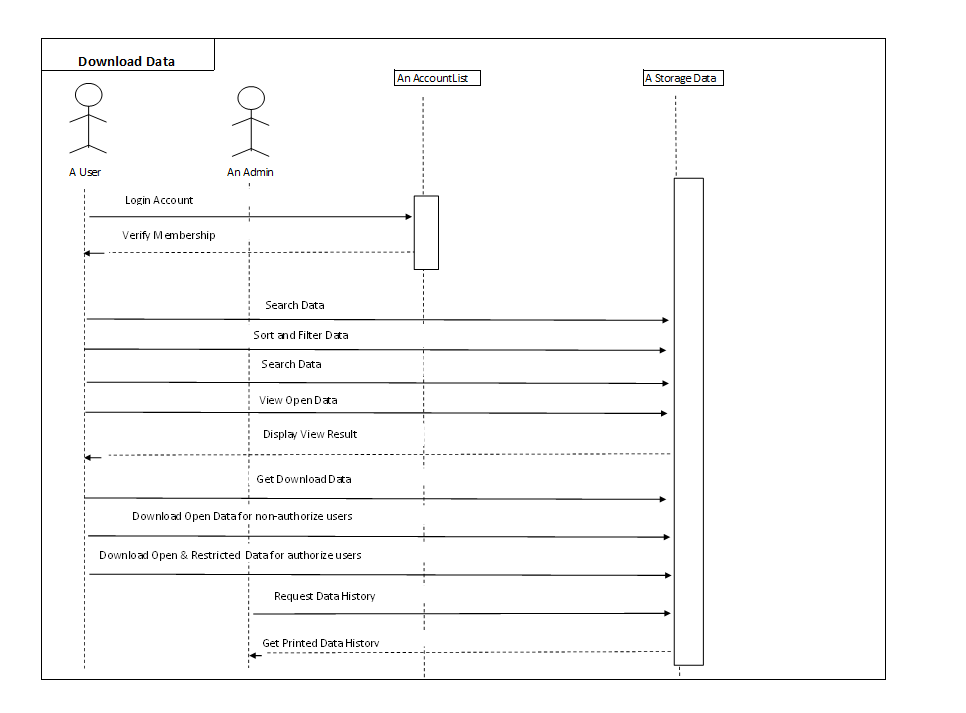 Download Data
An AccountList
A Storage Data
A User
An Admin
Login Account
Verify Membership
Search Data
Sort and Filter Data
Search Data
View Open Data
Display View Result
Get Download Data
Download Open Data for non-authorize users
Download Open & Restricted Data for authorize users
Request Data History
Get Printed Data History